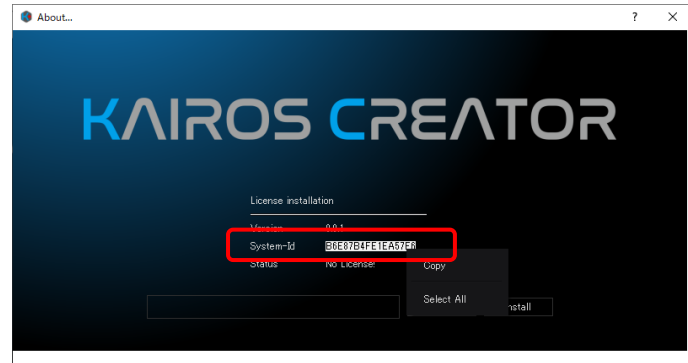 About...
?
KAIROS CREATOR
License installation
Version
System-Id B6E87B4FE1EA57E6
Status No License!
Copy
Select All
nstall